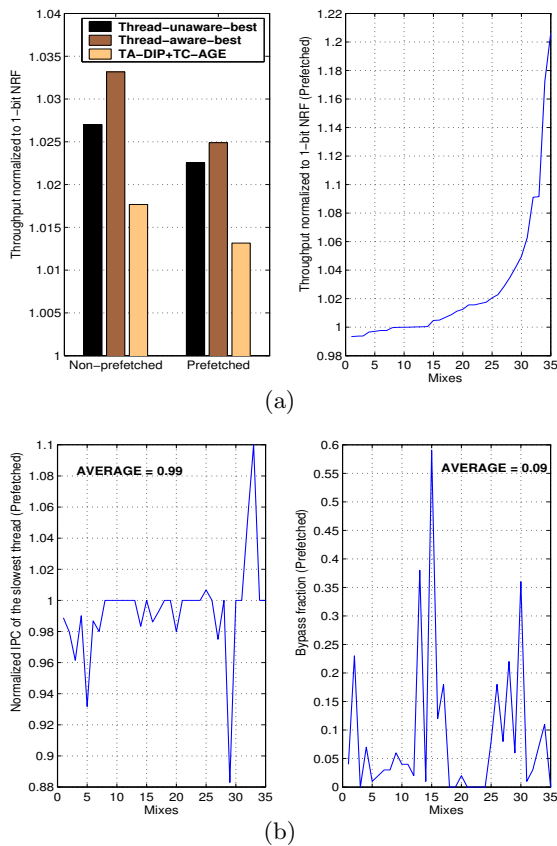 Throughput normalized to 1-bit NRF
1.04
1.035
1.03
1.025
1.02
1.015
1.01
1.005
1
Thread-unaware-best
Thread-aware-best
TA-DIP+TC-AGE
Non-prefetched Prefetched
Throughput normalized to 1-bit NRF (Prefetched)
1.2
1.18
1.16
1.14
1.12
1.1
1.08
1.06
1.04
1.02
1
0.98
0 5 10 15 20 25 30 35
Mixes
(a)
Normalized IPC of the slowest thread (Prefetched)
1.1
1.08
1.06
1.04
1.02
1.0
0.98
0.96
0.94
0.92
0.9
0.88
AVERAGE = 0.99
0 5 10 15 20 25 30 35
Mixes
Bypass fraction (Prefetched)
0.6
0.55
0.5
0.45
0.4
0.35
0.3
0.25
0.2
0.15
0.1
0.05
0
AVERAGE = 0.09
0 5 10 15 20 25 30 35
Mixes
(b)